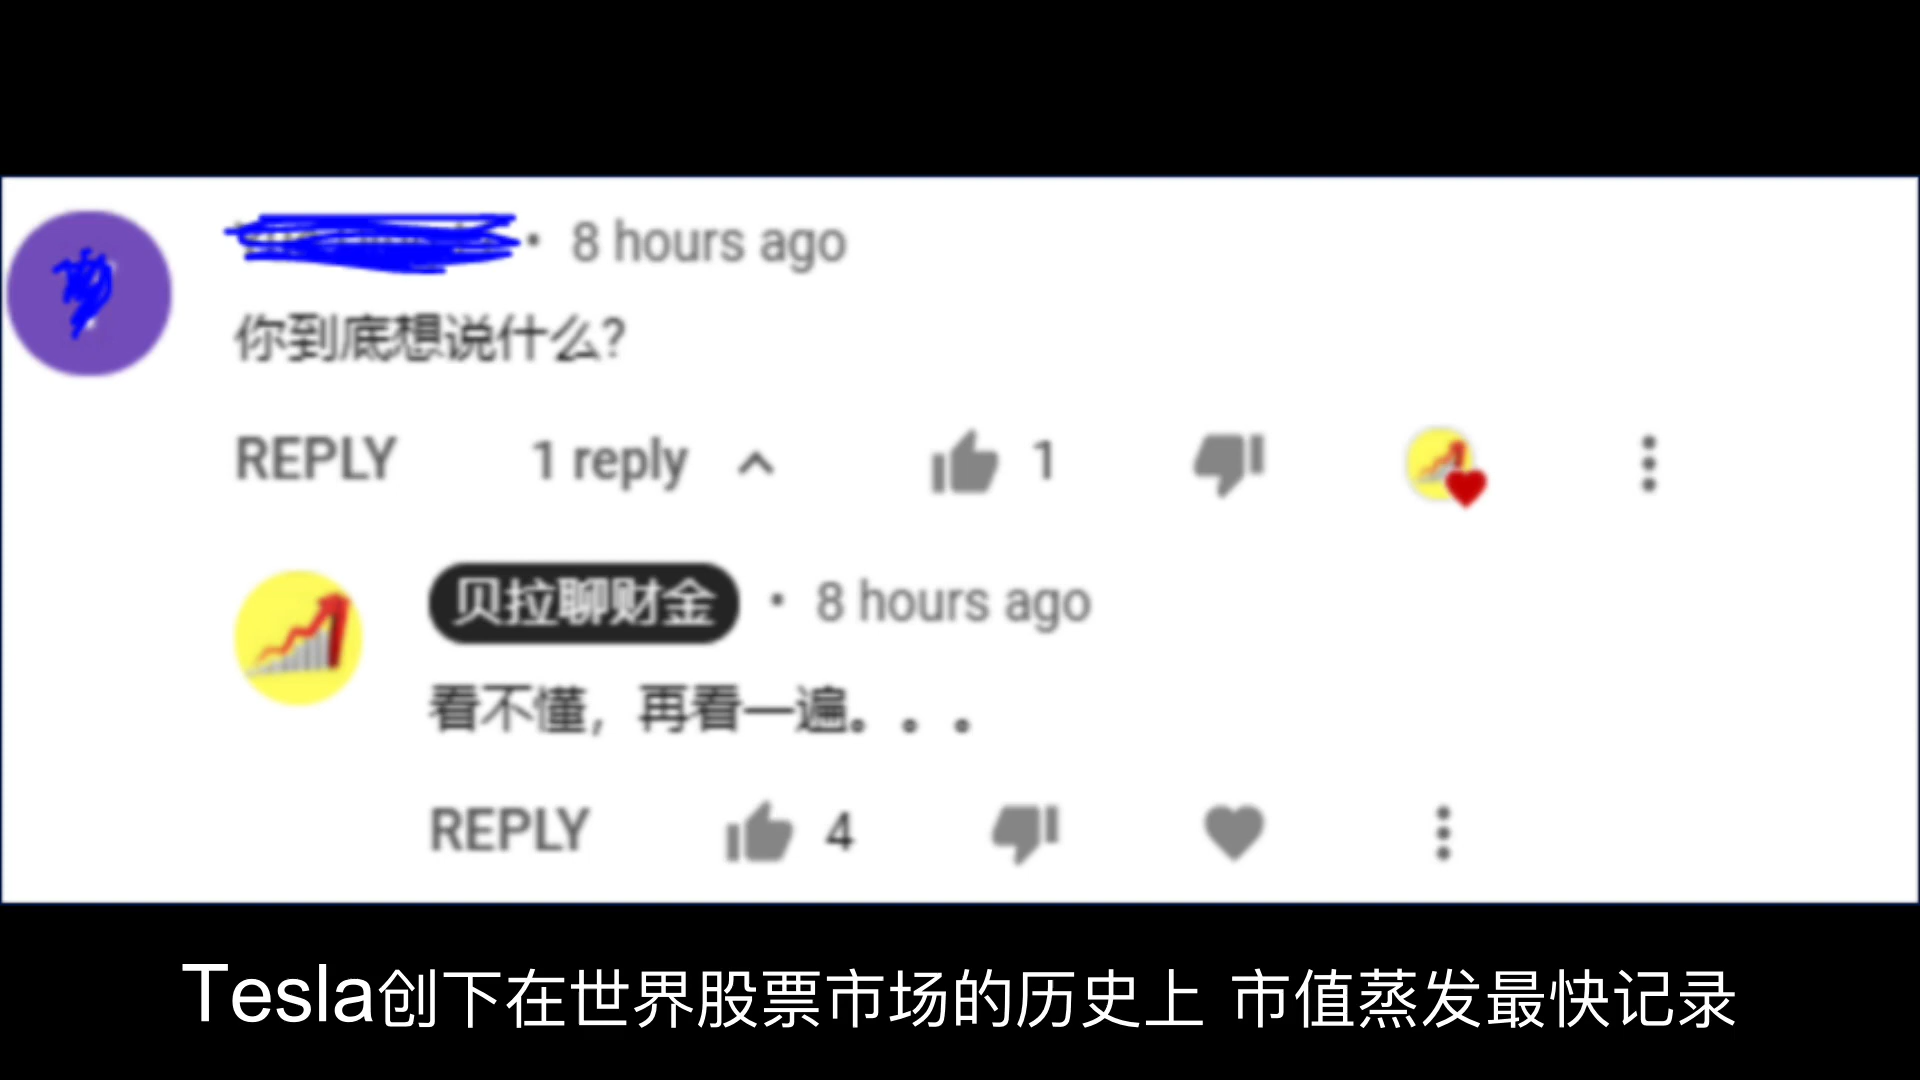 8 hours ago
你到底想说什么?
REPLY 1 reply 1
贝拉聊财金 • 8 hours ago
看不懂，再看一遍。。。
REPLY 4
Tesla创下在世界股票市场的历史上 市值蒸发最快记录